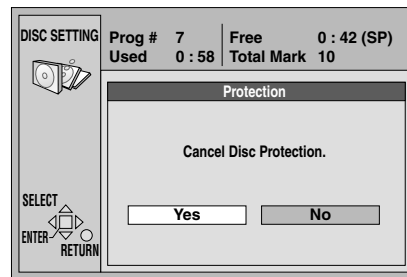 DISC SETTING
Prog # 7 Free 0 : 42 (SP)
Used 0 : 58 Total Mark 10
Protection
Cancel Disc Protection.
Yes No
SELECT
ENTER
RETURN